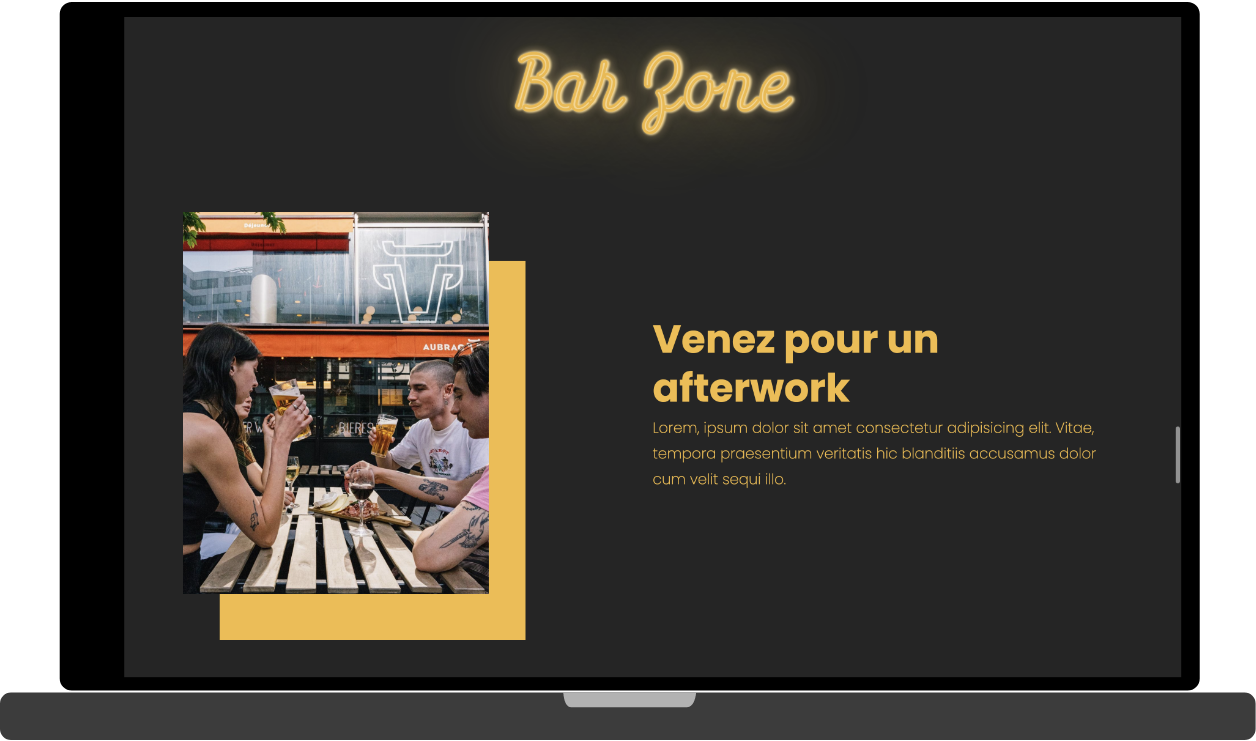 Bar Zone
AUBRAC
BIERES
Venez pour un
afterwork
Lorem, ipsum dolor sit amet consectetur adipisicing elit. Vitae,
tempora praesentium veritatis hic blanditiis accusamus dolor
cum velit sequi illo.